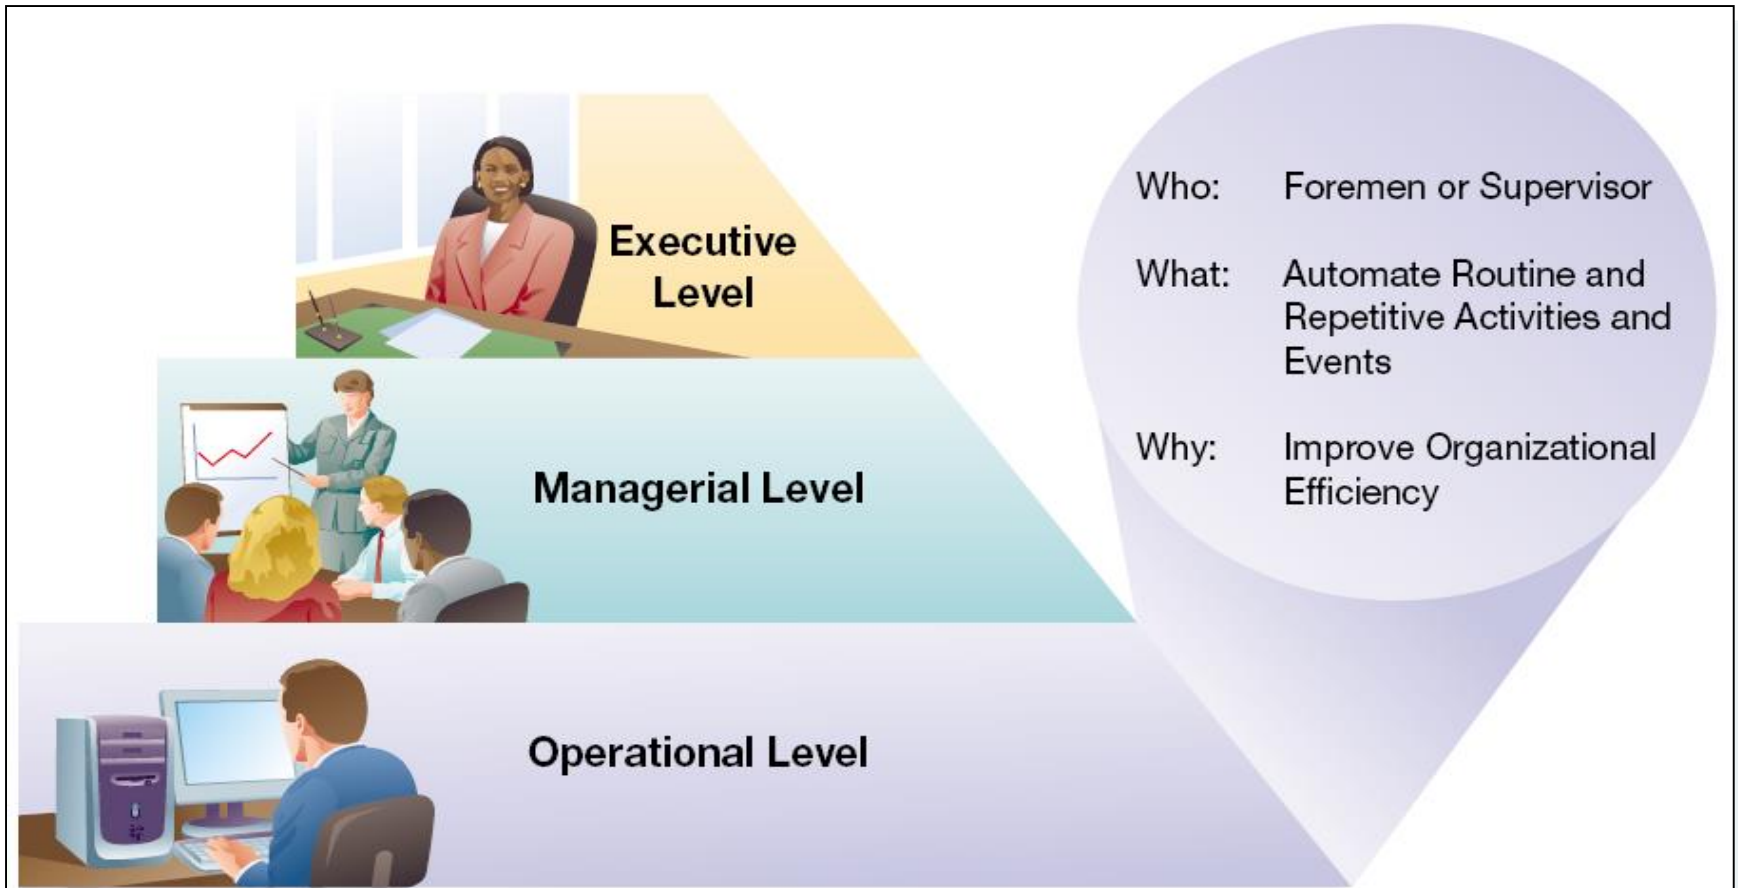 Executive
Level
Managerial Level
Operational Level
Who: Foremen or Supervisor
What: Automate Routine and
Repetitive Activities and
Events
Why: Improve Organizational
Efficiency